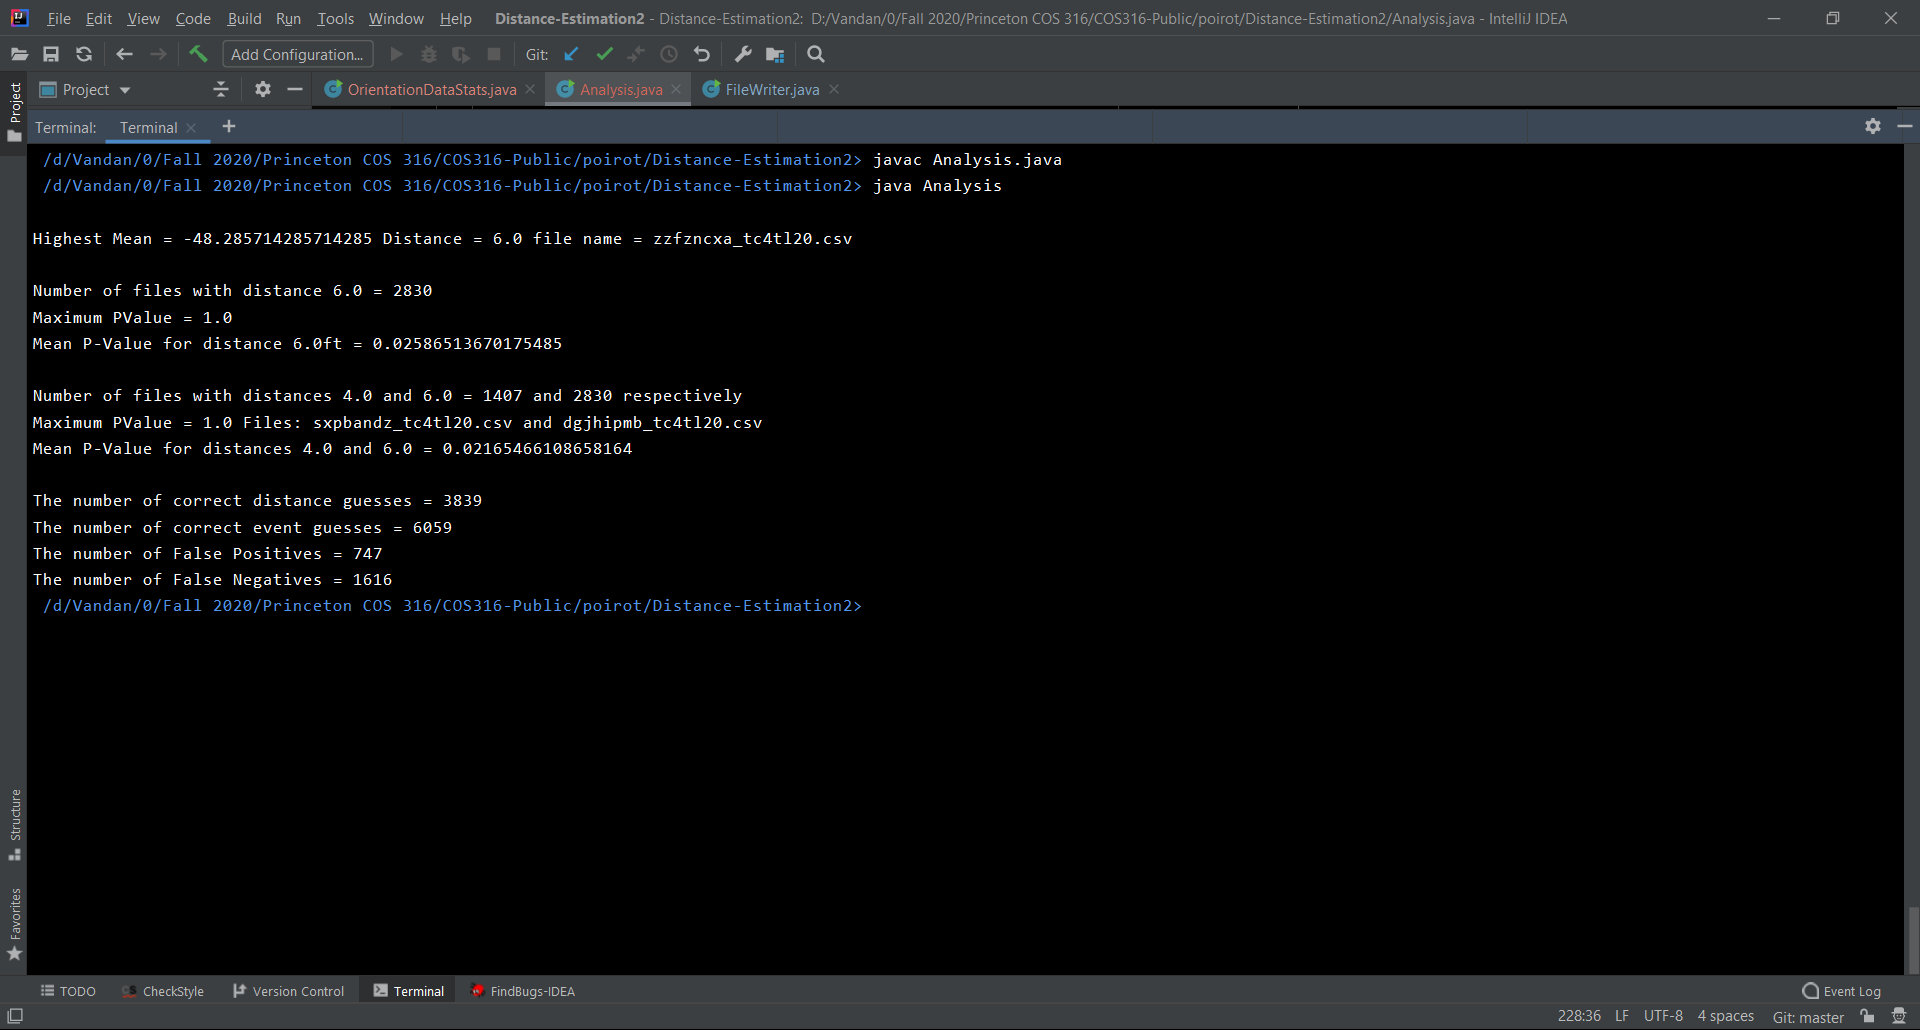 File Edit View Code Build Run Tools Window Help Distance-Estimation2 - Distance-Estimation2: D:/Vandan/0/Fall 2020/Princeton COS 316/COS316-Public/poirot/Distance-Estimation2/Analysis.java - IntelliJ IDEA
Add Configuration... Git:
Project OrientationDataStats.java Analysis.java FileWriter.java
Project
Terminal: Terminal
/d/Vandan/0/Fall 2020/Princeton COS 316/COS316-Public/poirot/Distance-Estimation2> javac Analysis.java
/d/Vandan/0/Fall 2020/Princeton COS 316/COS316-Public/poirot/Distance-Estimation2> java Analysis
Highest Mean = -48.285714285714285 Distance = 6.0 file name = zzfzncxa_tc4tl20.csv
Number of files with distance 6.0 = 2830
Maximum PValue = 1.0
Mean P-Value for distance 6.0ft = 0.02586513670175485
Number of files with distances 4.0 and 6.0 = 1407 and 2830 respectively
Maximum PValue = 1.0 Files: sxpbandz_tc4tl20.csv and dgjhipmb_tc4tl20.csv
Mean P-Value for distances 4.0 and 6.0 = 0.02165466108658164
The number of correct distance guesses = 3839
The number of correct event guesses = 6059
The number of False Positives = 747
The number of False Negatives = 1616
/d/Vandan/0/Fall 2020/Princeton COS 316/COS316-Public/poirot/Distance-Estimation2>
Structure
Favorites
TODO CheckStyle Version Control Terminal FindBugs-IDEA Event Log
228:36 LF UTF-8 4 spaces Git: master